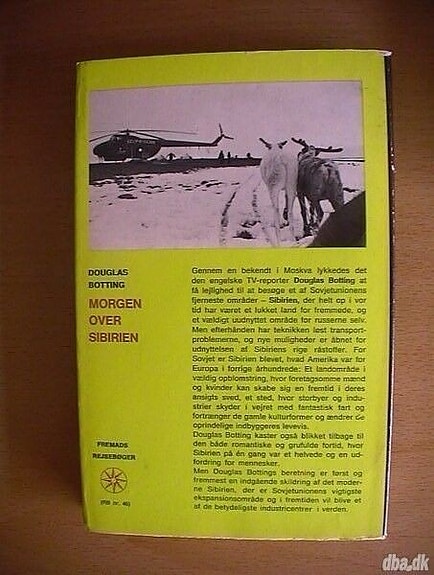 DOUGLAS
BOTTING
MORGEN
OVER
SIBIRIEN
Gennem en bekendt i Moskva lykkedes det
den engelske TV-reporter Douglas Botting at
få lejlighed til at besøge et af Sovjetunionens
fjerneste områder – Sibirien, der helt op i vor
tid har været et lukket land for fremmede, og
et vældigt uudnyttet område for russerne selv.
Men efterhånden har teknikken løst transport-
problemerne, og nye muligheder er åbnet for
udnyttelsen af Sibiriens rige råstoffer. For
Sovjet er Sibirien blevet, hvad Amerika var for
Europa i forrige århundrede: Et landområde i
vældig opblomstring, hvor foretagsomme mænd
og kvinder kan skabe sig en fremtid i deres
ansigts sved, et sted, hvor storbyer og indu-
strier skyder i vejret med fantastisk fart og
fortrænger de gamle kulturformer og ændrer de
oprindelige indbyggeres levevis.
Douglas Botting kaster også blikket tilbage til
den både romantiske og grufulde fortid, hvor
Sibirien på én gang var et helvede og en ud-
fordring for mennesker.
Men Douglas Bottings beretning er først og
fremmest en indgående skildring af det moder-
ne Sibirien, der er Sovjetunionens vigtigste
ekspansionsområde og i fremtiden vil blive et
af de betydeligste industricentrer i verden.
FREMADS
REJSEBØGER
(RB nr. 46)
dba.dk